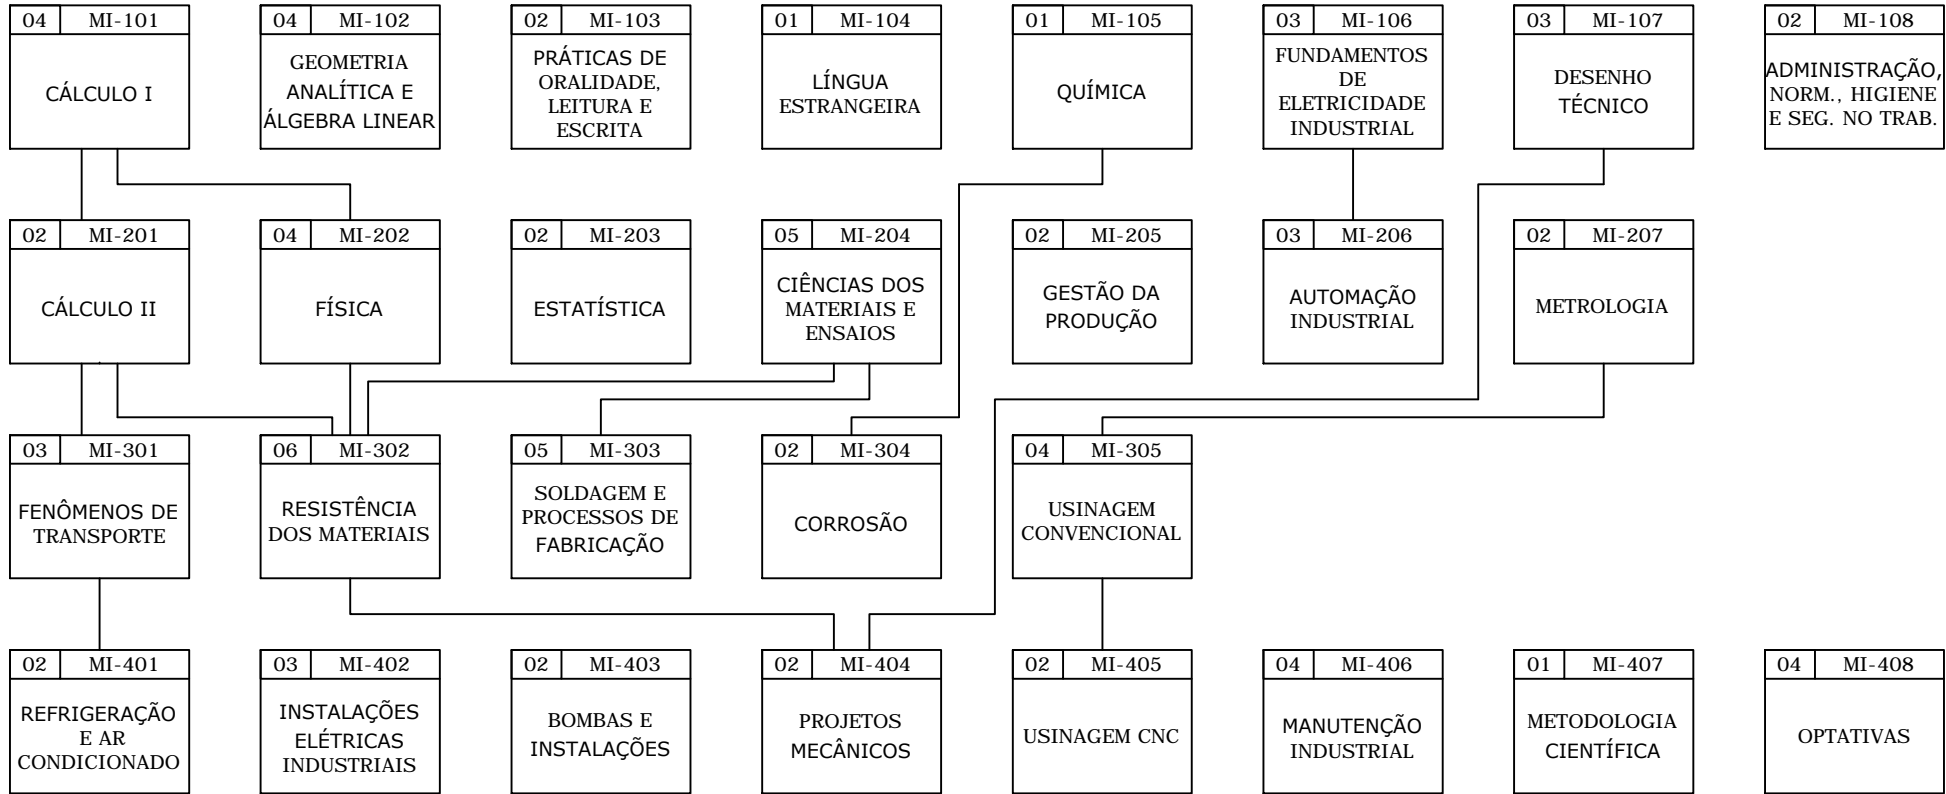 04 MI-101
CÁLCULO I
04 MI-102
GEOMETRIA
ANALÍTICA E
ÁLGEBRA LINEAR
02 MI-103
PRÁTICAS DE
ORALIDADE,
LEITURA E
ESCRITA
01 MI-104
LÍNGUA
ESTRANGEIRA
01 MI-105
QUÍMICA
03 MI-106
FUNDAMENTOS
DE
ELETRICIDADE
INDUSTRIAL
03 MI-107
DESENHO
TÉCNICO
02 MI-108
ADMINISTRAÇÃO,
NORM., HIGIENE
E SEG. NO TRAB.
02 MI-201
CÁLCULO II
04 MI-202
FÍSICA
02 MI-203
ESTATÍSTICA
05 MI-204
CIÊNCIAS DOS
MATERIAIS E
ENSAIOS
02 MI-205
GESTÃO DA
PRODUÇÃO
03 MI-206
AUTOMAÇÃO
INDUSTRIAL
02 MI-207
METROLOGIA
03 MI-301
FENÔMENOS DE
TRANSPORTE
06 MI-302
RESISTÊNCIA
DOS MATERIAIS
05 MI-303
SOLDAGEM E
PROCESSOS DE
FABRICAÇÃO
02 MI-304
CORROSÃO
04 MI-305
USINAGEM
CONVENCIONAL
02 MI-401
REFRIGERAÇÃO
E AR
CONDICIONADO
03 MI-402
INSTALAÇÕES
ELÉTRICAS
INDUSTRIAIS
02 MI-403
BOMBAS E
INSTALAÇÕES
02 MI-404
PROJETOS
MECÂNICOS
02 MI-405
USINAGEM CNC
04 MI-406
MANUTENÇÃO
INDUSTRIAL
01 MI-407
METODOLOGIA
CIENTÍFICA
04 MI-408
OPTATIVAS